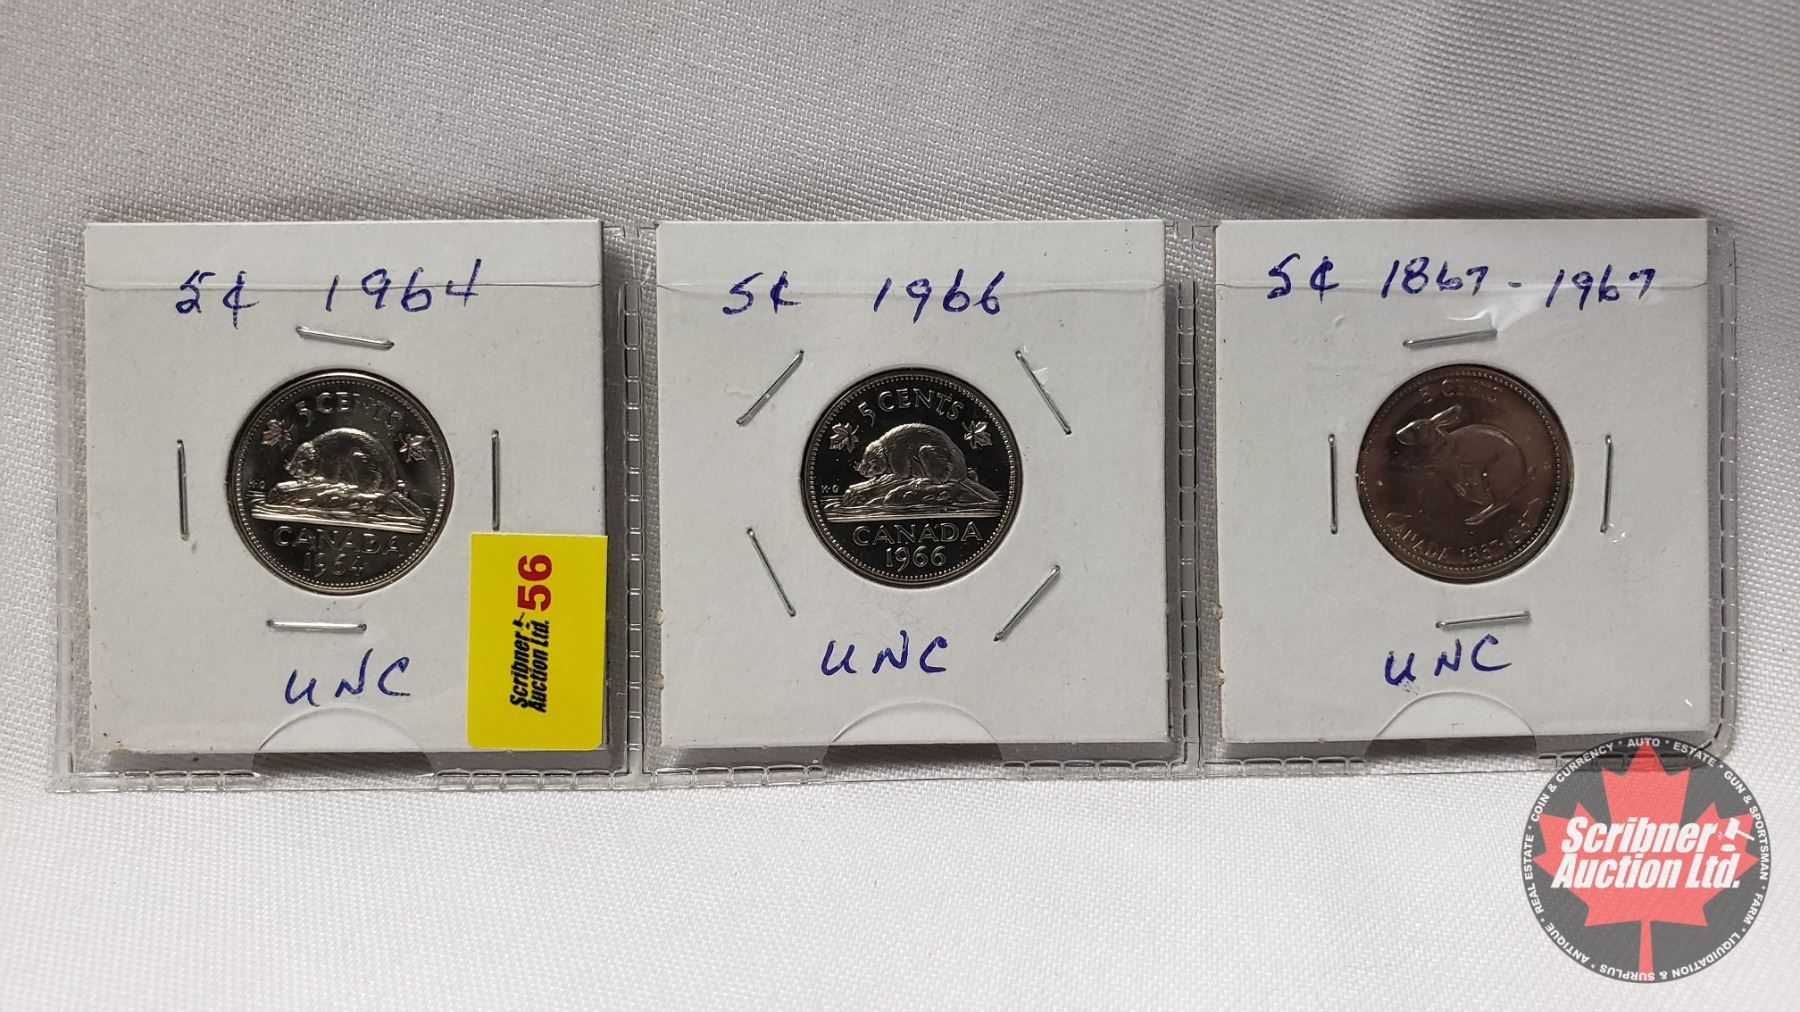 5¢ 1964
5 CENTS
K·G
CANADA
1964
UNC
56
Scribner
Auction Ltd.
5¢ 1966
5 CENTS
K·G
CANADA
1966
UNC
5¢ 1867-1967
5 CENTS
CANADA 1867-1967
UNC
COIN & CURRENCY * AUTO * ESTATE * GUN & SPORTSMAN * FARM * LIQUIDATION & SURPLUS * ANTIQUE * REAL ESTATE *
Scribner
Auction Ltd.